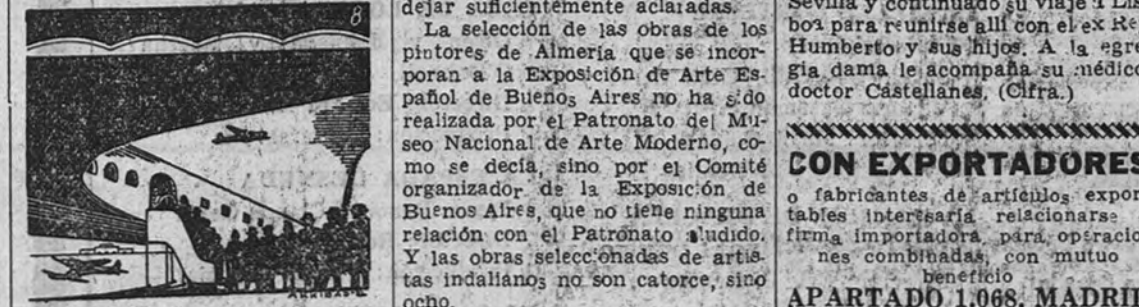 8
dejar suficientemente aclaradas.
La selección de las obras de los
pintores de Almería que se incor-
poran a la Exposición de Arte Es-
pañol de Buenos Aires no ha sido
realizada por el Patronato del Mu-
seo Nacional de Arte Moderno, co-
mo se decía, sino por el Comité
organizador de la Exposición de
Buenos Aires, que no tiene ninguna
relación con el Patronato aludido.
Y las obras seleccionadas de artis-
tas indalianos no son catorce, sino
ocho.
Sevilla y continuado su viaje a Lis-
boa para reunirse allí con el ex Re
Humberto y sus hijos. A la egre
gia dama le acompaña su médico
doctor Castellanes. (Cifra.)
CON EXPORTADORES
o fabricantes de artículos expor
tables interesaría relacionarse
firma importadora para operacio
nes combinadas, con mutuo
beneficio
APARTADO 1.068. MADRID